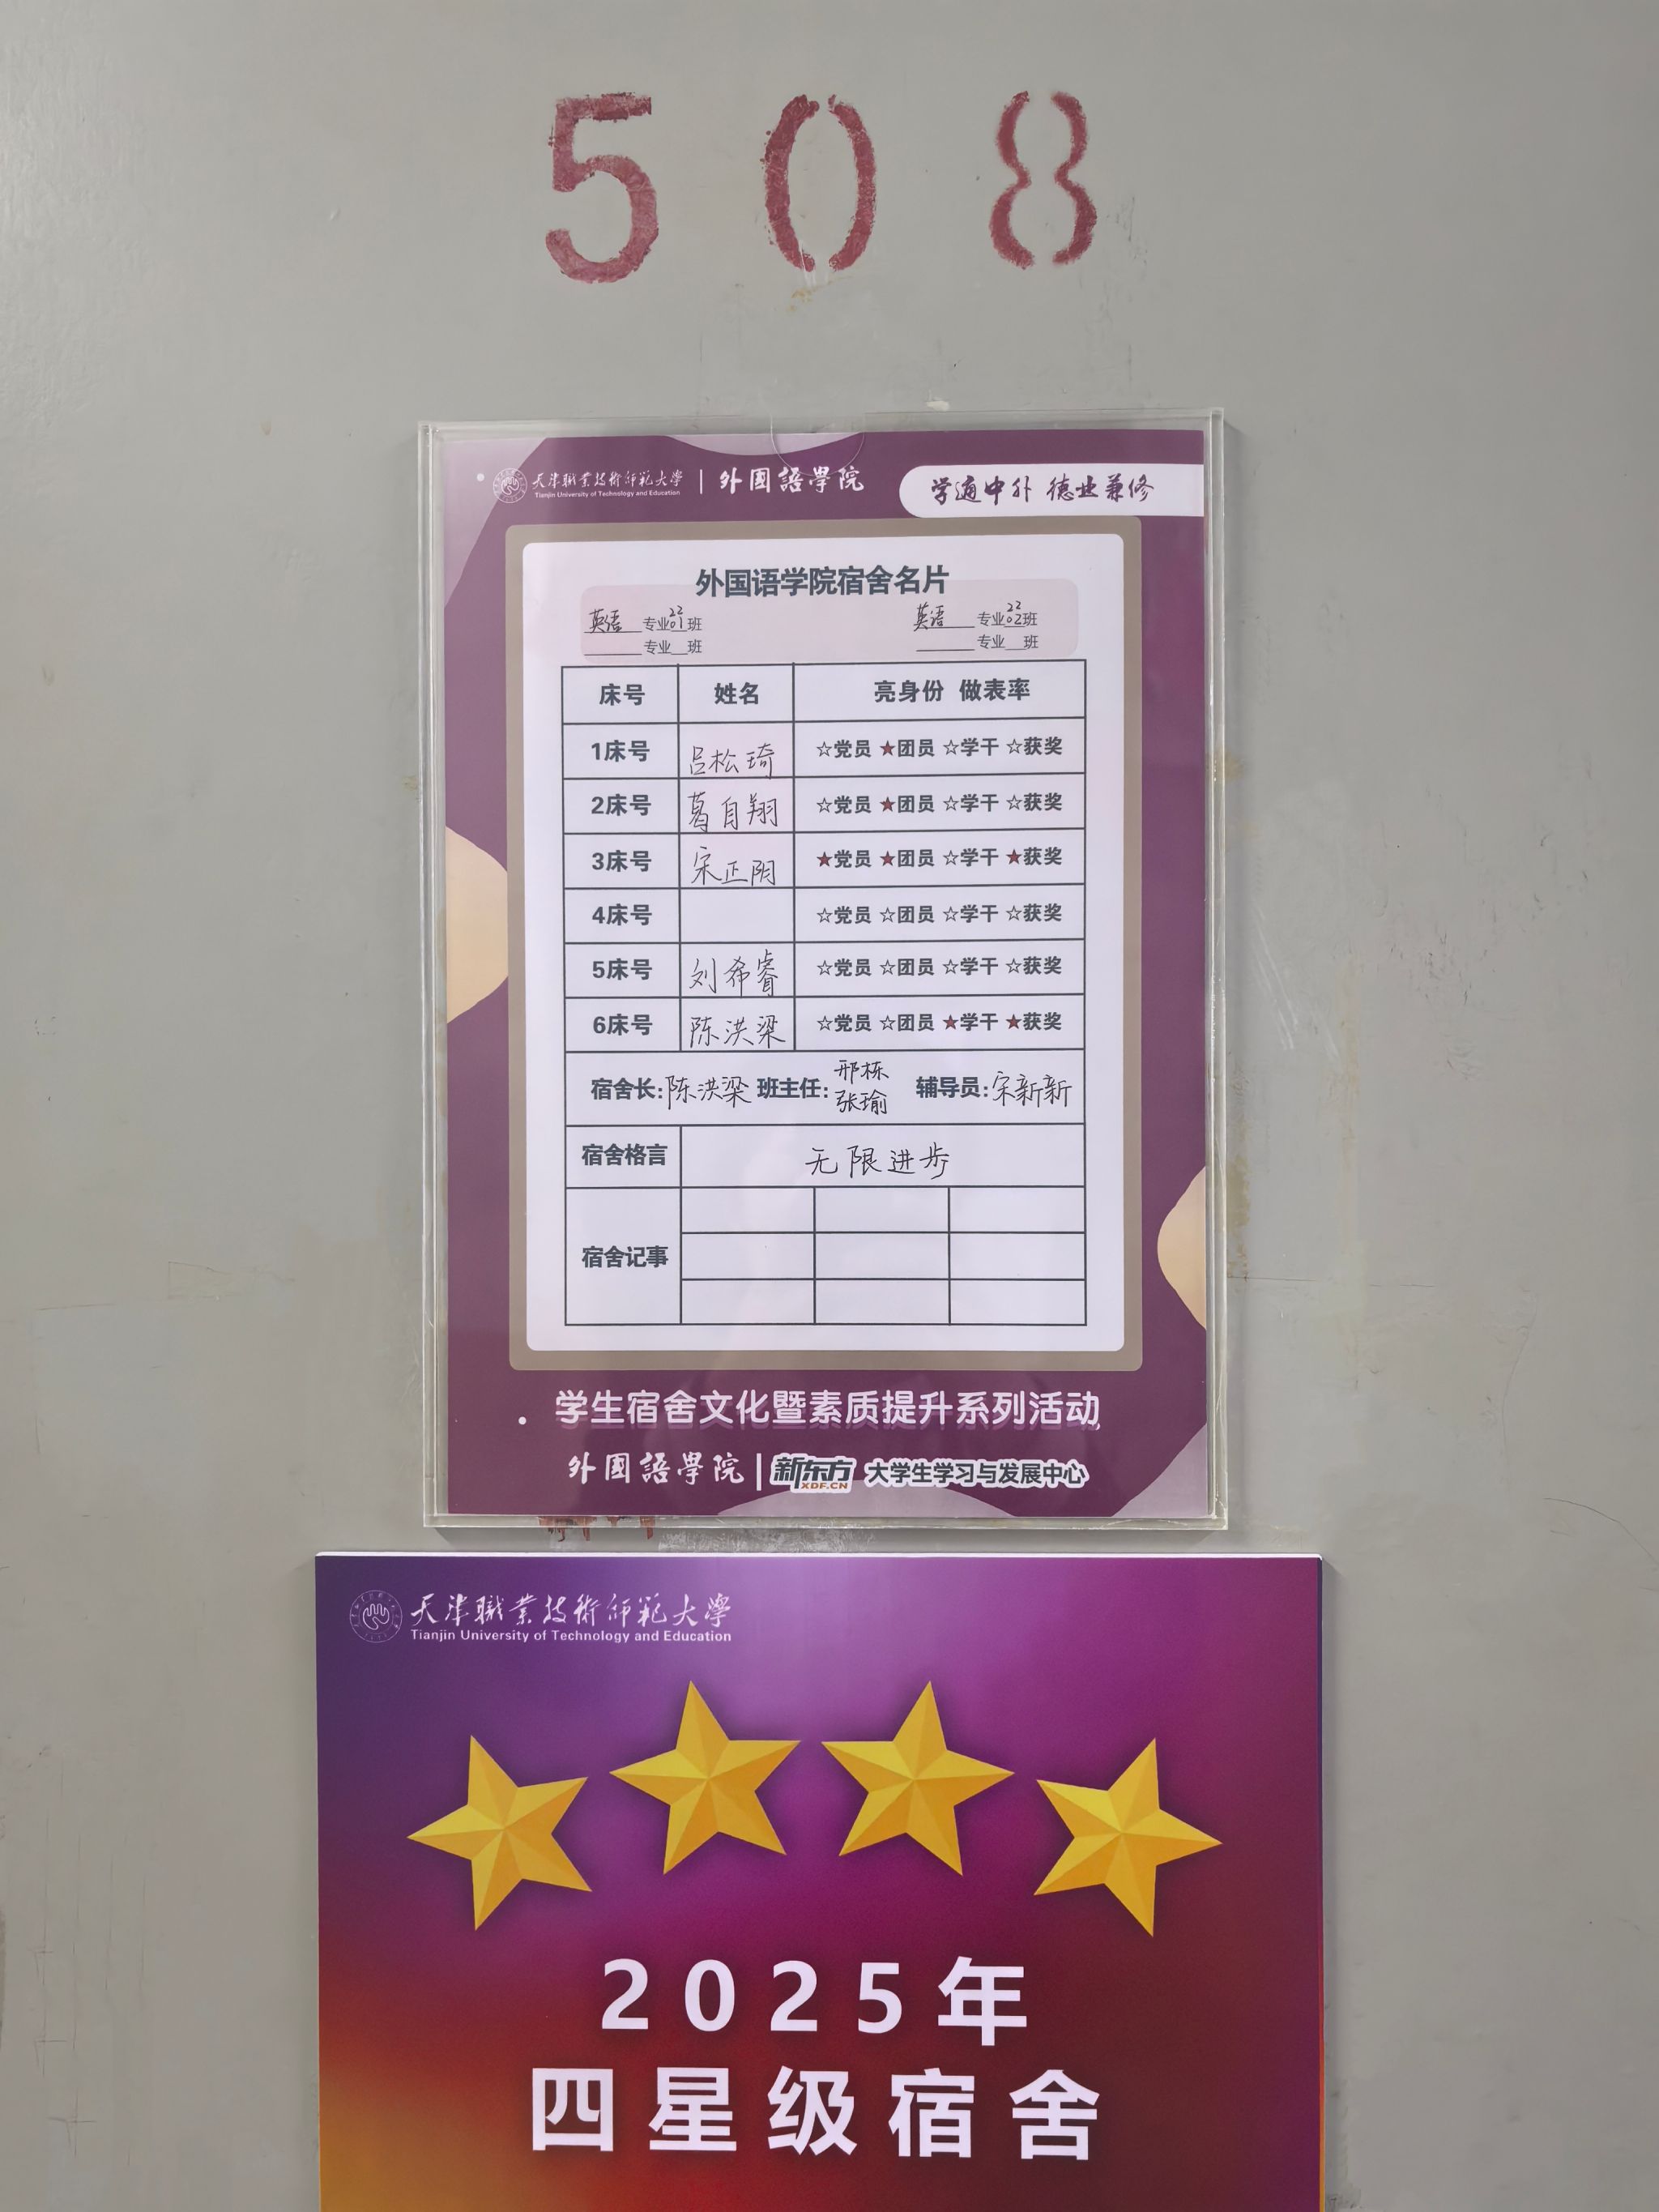 508
天津職業技術師範大學 | 外國語學院
Tianjin University of Technology and Education
学通中外 德业兼修
外国语学院宿舍名片
英语 专业2201班 英语 专业2202班
专业 班 专业 班
床号 姓名 亮身份 做表率
1床号 吕松琦 ☆党员 ★团员 ☆学干 ☆获奖
2床号 葛自翔 ☆党员 ★团员 ☆学干 ☆获奖
3床号 宋正阳 ★党员 ★团员 ☆学干 ★获奖
4床号 ☆党员 ☆团员 ☆学干 ☆获奖
5床号 刘希睿 ☆党员 ☆团员 ☆学干 ☆获奖
6床号 陈洪梁 ☆党员 ☆团员 ★学干 ★获奖
宿舍长:陈洪梁 班主任:邢栋 张瑜 辅导员:宋新新
宿舍格言 无限进步
宿舍记事
学生宿舍文化暨素质提升系列活动
外國語學院 | 新东方 XDF.CN 大学生学习与发展中心
天津職業技術師範大學
Tianjin University of Technology and Education
2025年
四星级宿舍